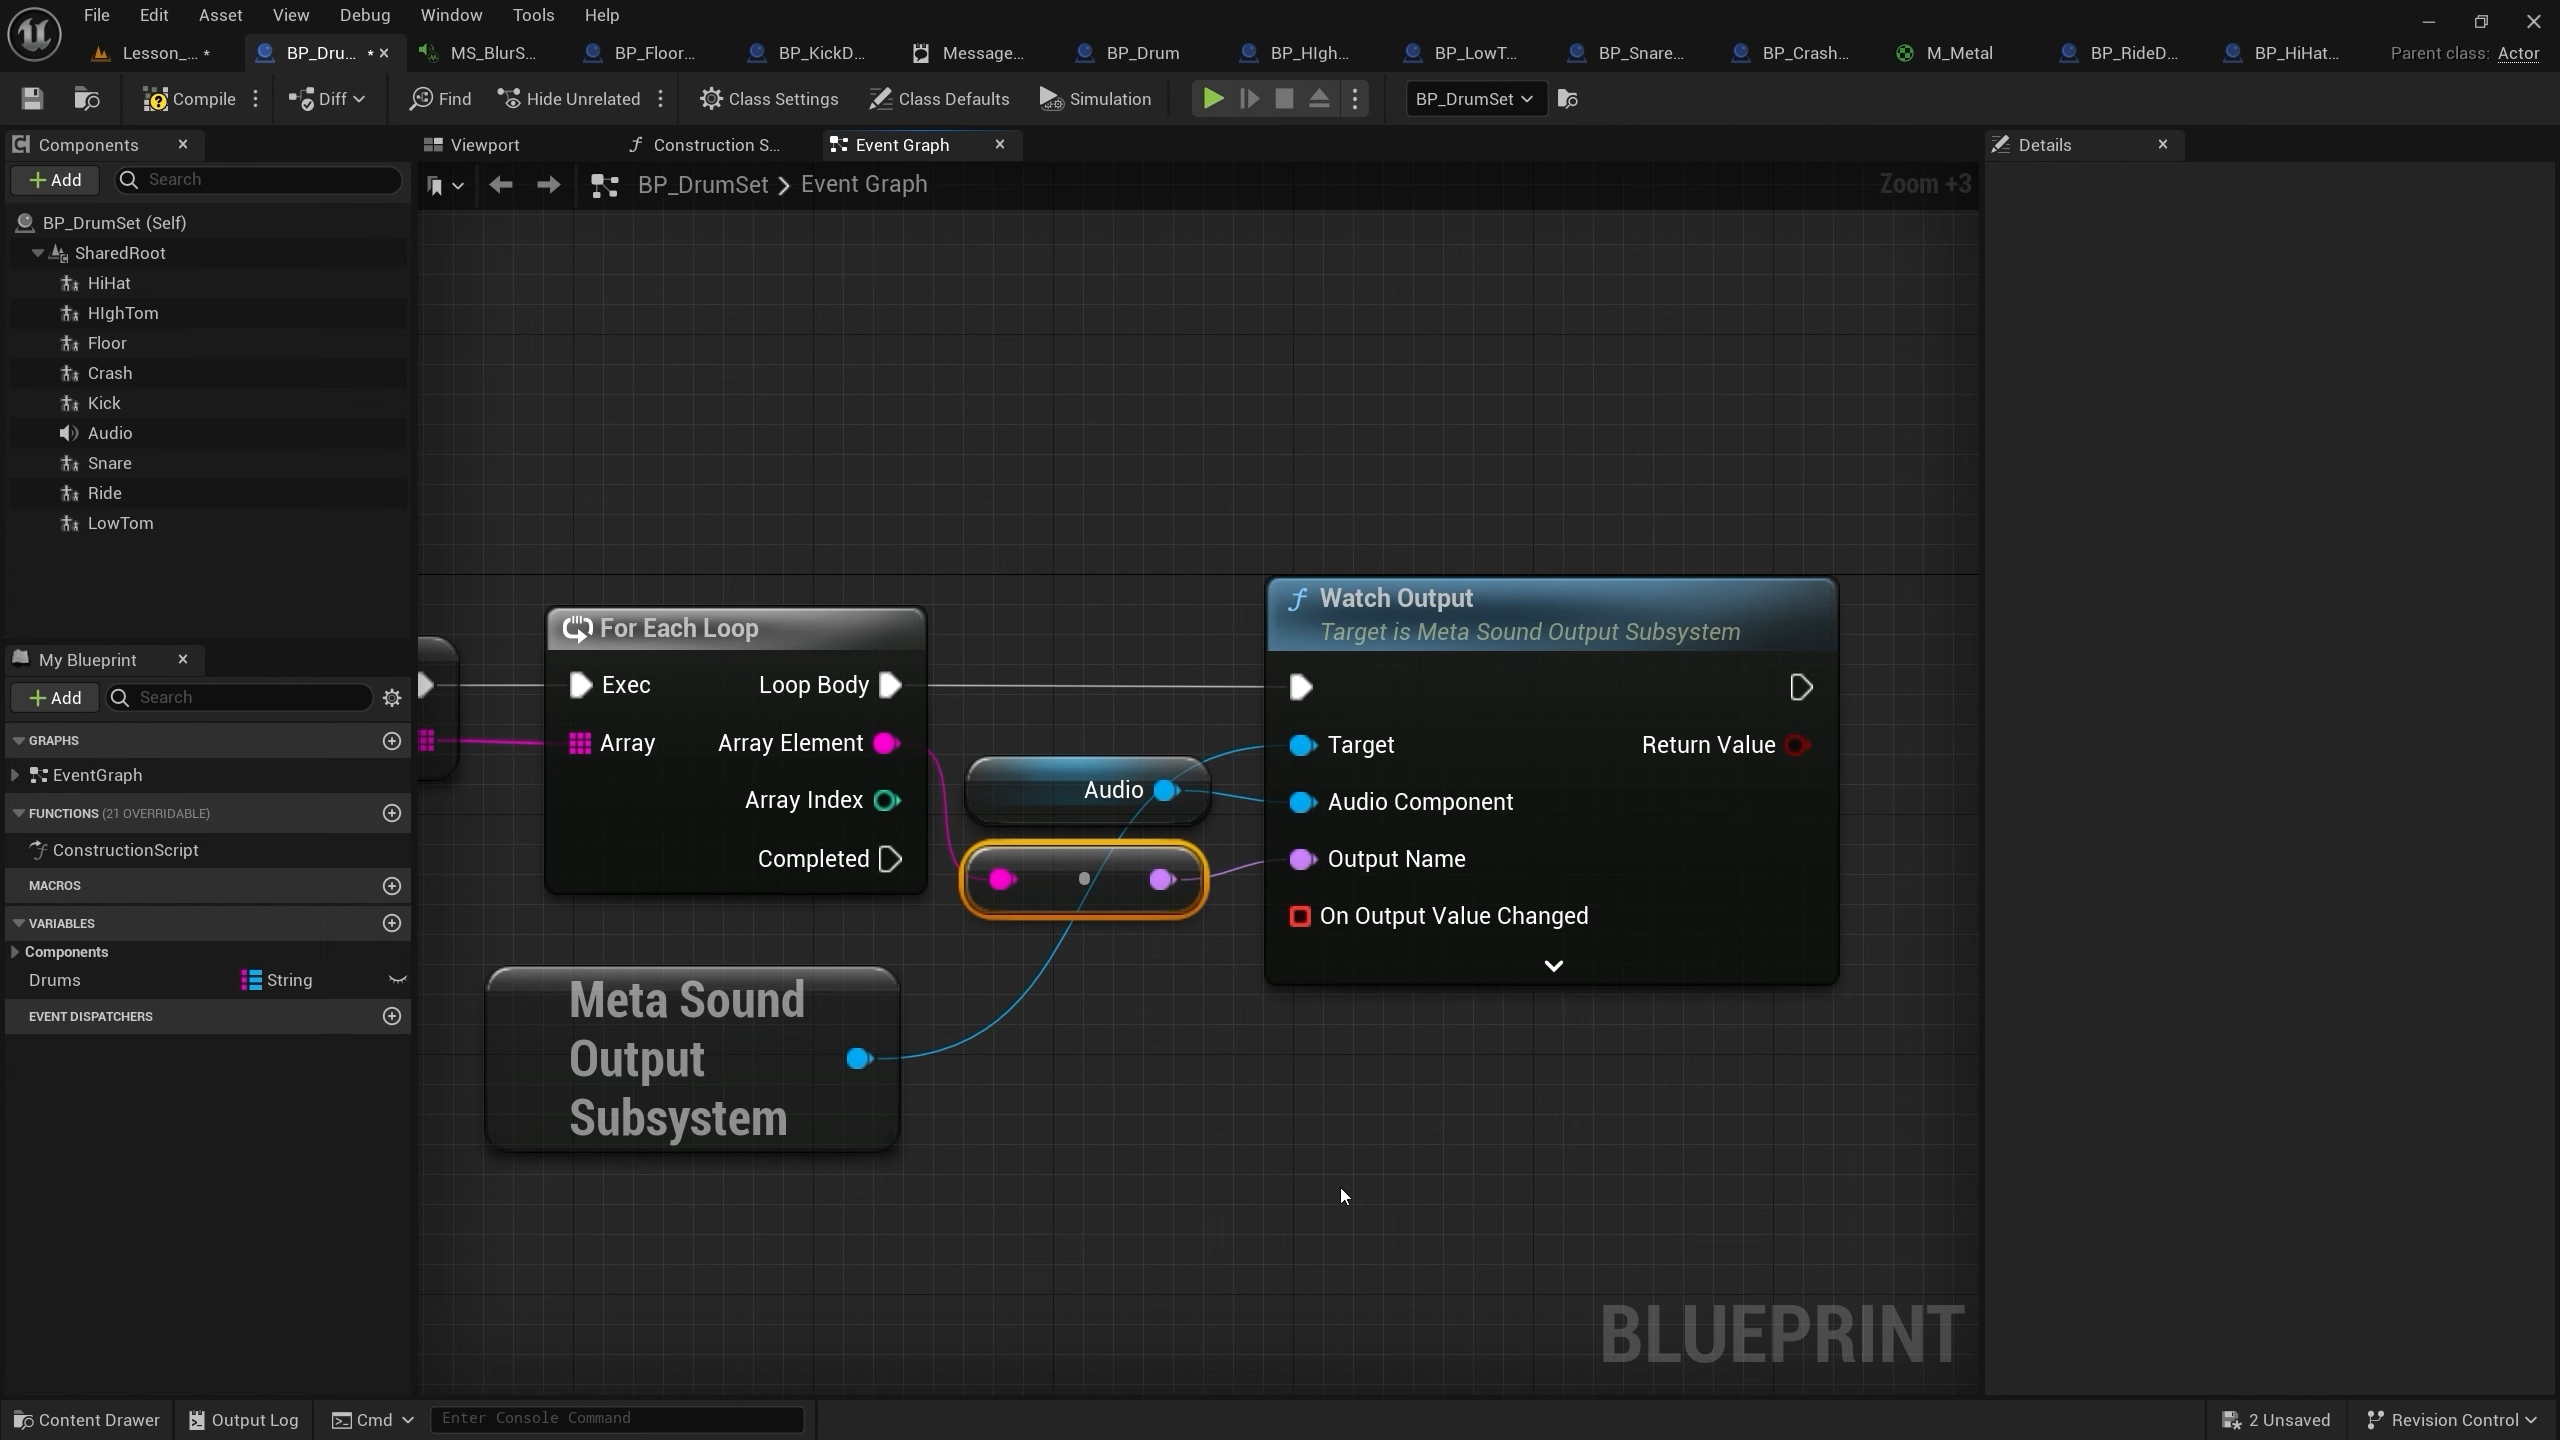 File Edit Asset View Debug Window Tools Help
Lesson_... * BP_Dru... * MS_BlurS... BP_Floor... BP_KickD... Message... BP_Drum BP_HIgh... BP_LowT... BP_Snare... BP_Crash... M_Metal BP_RideD... BP_HiHat... Parent class: Actor
Compile Diff Find Hide Unrelated Class Settings Class Defaults Simulation BP_DrumSet
Components Viewport Construction S... Event Graph Details
Add Search BP_DrumSet > Event Graph Zoom +3
BP_DrumSet (Self)
SharedRoot
HiHat
HIghTom
Floor
Crash
Kick
Audio
Snare
Ride
LowTom
My Blueprint
Add Search
GRAPHS
EventGraph
FUNCTIONS (21 OVERRIDABLE)
ConstructionScript
MACROS
VARIABLES
Components
Drums String
EVENT DISPATCHERS
For Each Loop
Exec Loop Body
Array Array Element
Array Index
Completed
Audio
Meta Sound
Output
Subsystem
Watch Output
Target is Meta Sound Output Subsystem
Target Return Value
Audio Component
Output Name
On Output Value Changed
BLUEPRINT
Content Drawer Output Log Cmd Enter Console Command 2 Unsaved Revision Control